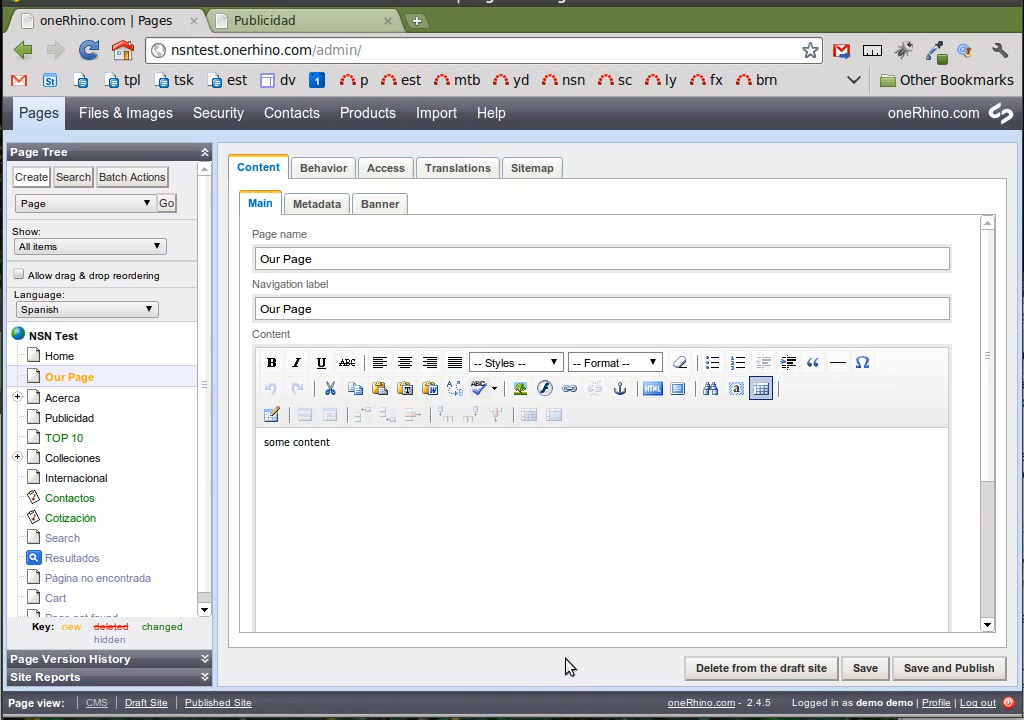 oneRhino.com | Pages
Publicidad
nsntest.onerhino.com/admin/
St tpl tsk est dv 1 p est mtb yd nsn sc ly fx brn Other Bookmarks
Pages Files & Images Security Contacts Products Import Help oneRhino.com
Page Tree
Create Search Batch Actions
Page Go
Show:
All items
Allow drag & drop reordering
Language:
Spanish
NSN Test
Home
Our Page
Acerca
Publicidad
TOP 10
Colleciones
Internacional
Contactos
Cotización
Search
Resultados
Página no encontrada
Cart
Key: new deleted changed
hidden
Page Version History
Site Reports
Content Behavior Access Translations Sitemap
Main Metadata Banner
Page name
Our Page
Navigation label
Our Page
Content
B I U ABC -- Styles -- -- Format --
ABC HTML
some content
Delete from the draft site Save Save and Publish
Page view: CMS Draft Site Published Site oneRhino.com - 2.4.5 Logged in as demo demo | Profile | Log out